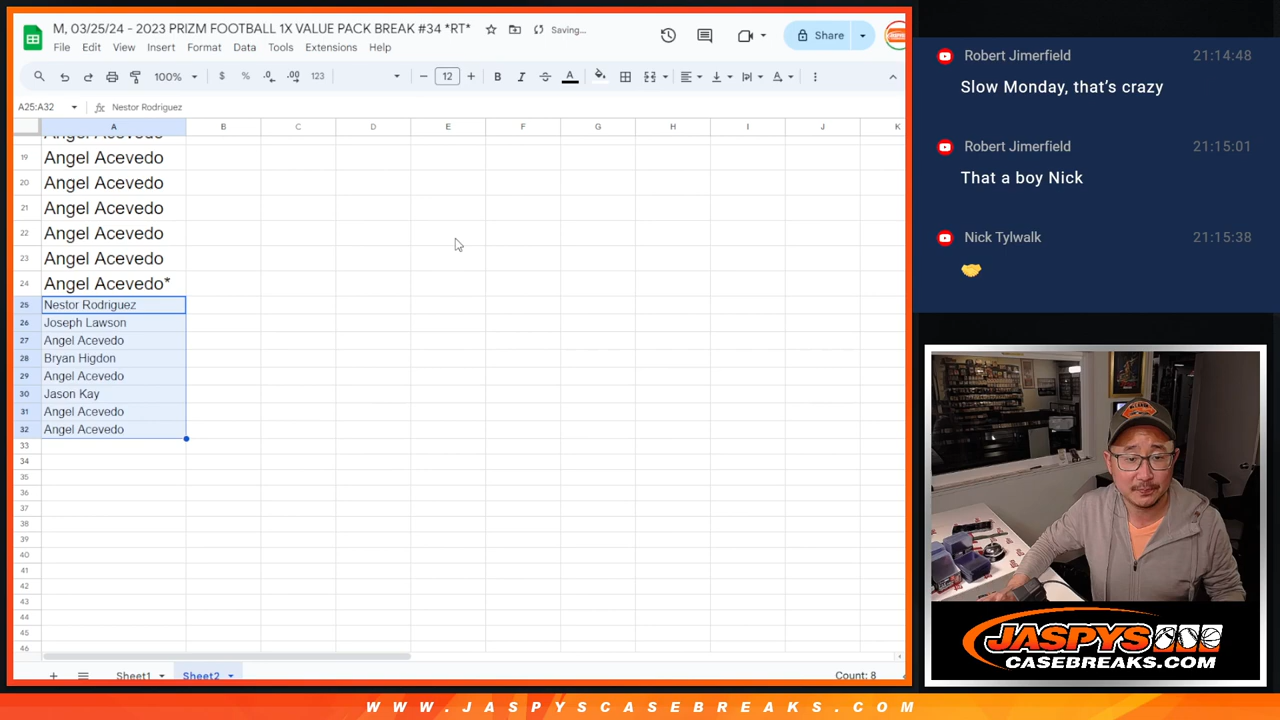 M, 03/25/24 - 2023 PRIZM FOOTBALL 1X VALUE PACK BREAK #34 *RT*
Saving...
File Edit View Insert Format Data Tools Extensions Help
Share
100% $ % .0 .00 123 12 B I A
A25:A32 fx Nestor Rodriguez
A B C D E F G H I J K
Angel Acevedo
19 Angel Acevedo
20 Angel Acevedo
21 Angel Acevedo
22 Angel Acevedo
23 Angel Acevedo
24 Angel Acevedo*
25 Nestor Rodriguez
26 Joseph Lawson
27 Angel Acevedo
28 Bryan Higdon
29 Angel Acevedo
30 Jason Kay
31 Angel Acevedo
32 Angel Acevedo
33
34
35
36
37
38
39
40
41
42
43
44
45
46
Sheet1 Sheet2 Count: 8
Robert Jimerfield 21:14:48
Slow Monday, that's crazy
Robert Jimerfield 21:15:01
That a boy Nick
Nick Tylwalk 21:15:38
🤝
JASPYS
CASEBREAKS.COM
WWW.JASPYSCASEBREAKS.COM